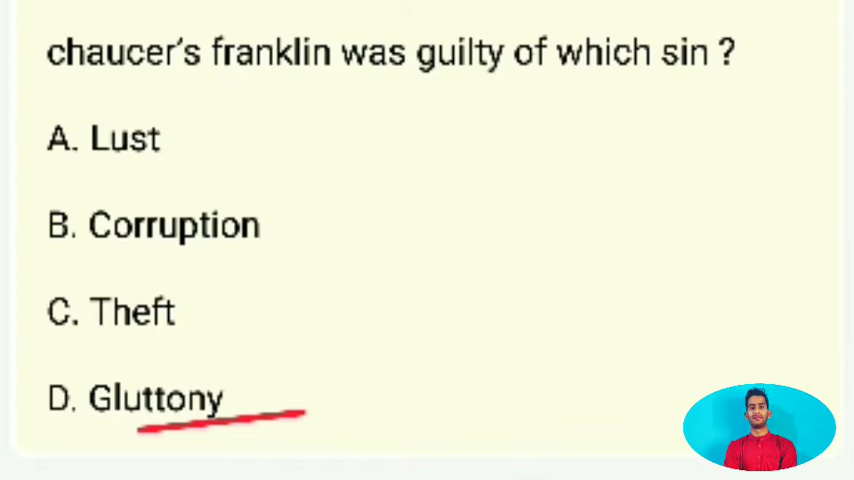 chaucer's franklin was guilty of which sin ?
A. Lust
B. Corruption
C. Theft
D. Gluttony